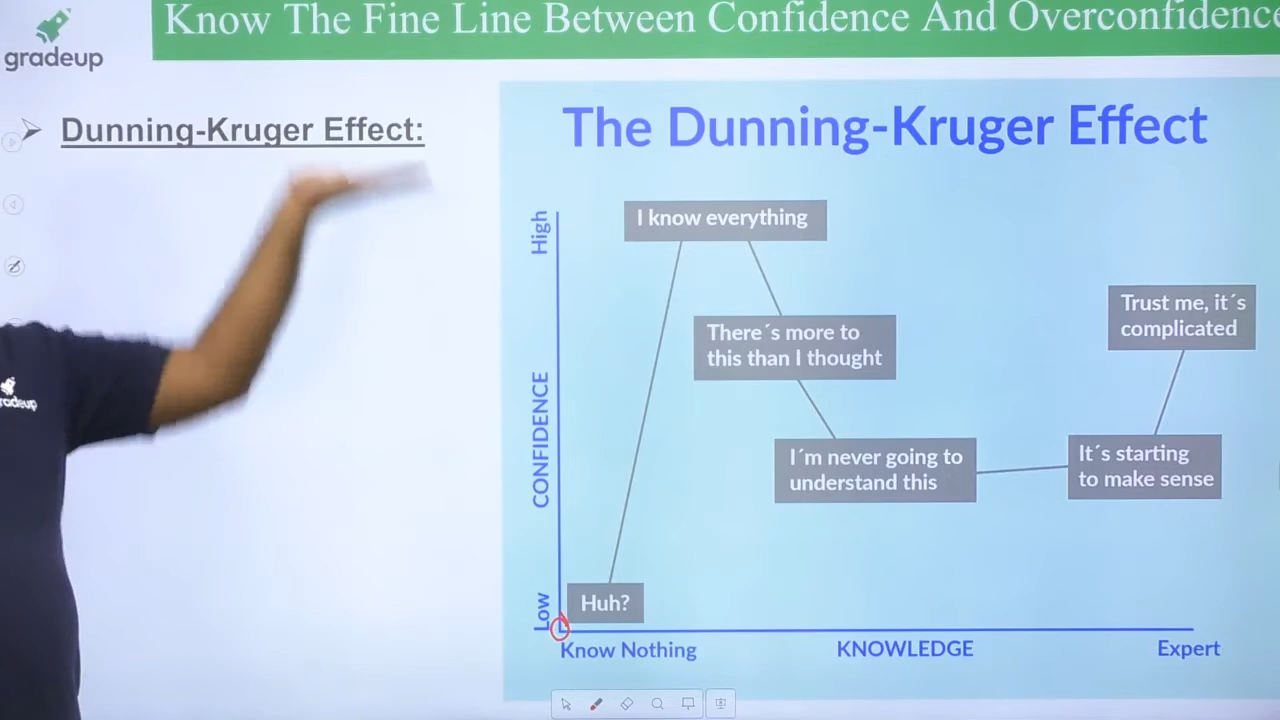 Know The Fine Line Between Confidence And Overconfidence
gradeup
Dunning-Kruger Effect:
The Dunning-Kruger Effect
High
CONFIDENCE
Low
I know everything
There´s more to
this than I thought
I´m never going to
understand this
Trust me, it´s
complicated
It´s starting
to make sense
Huh?
Know Nothing
KNOWLEDGE
Expert
radeup